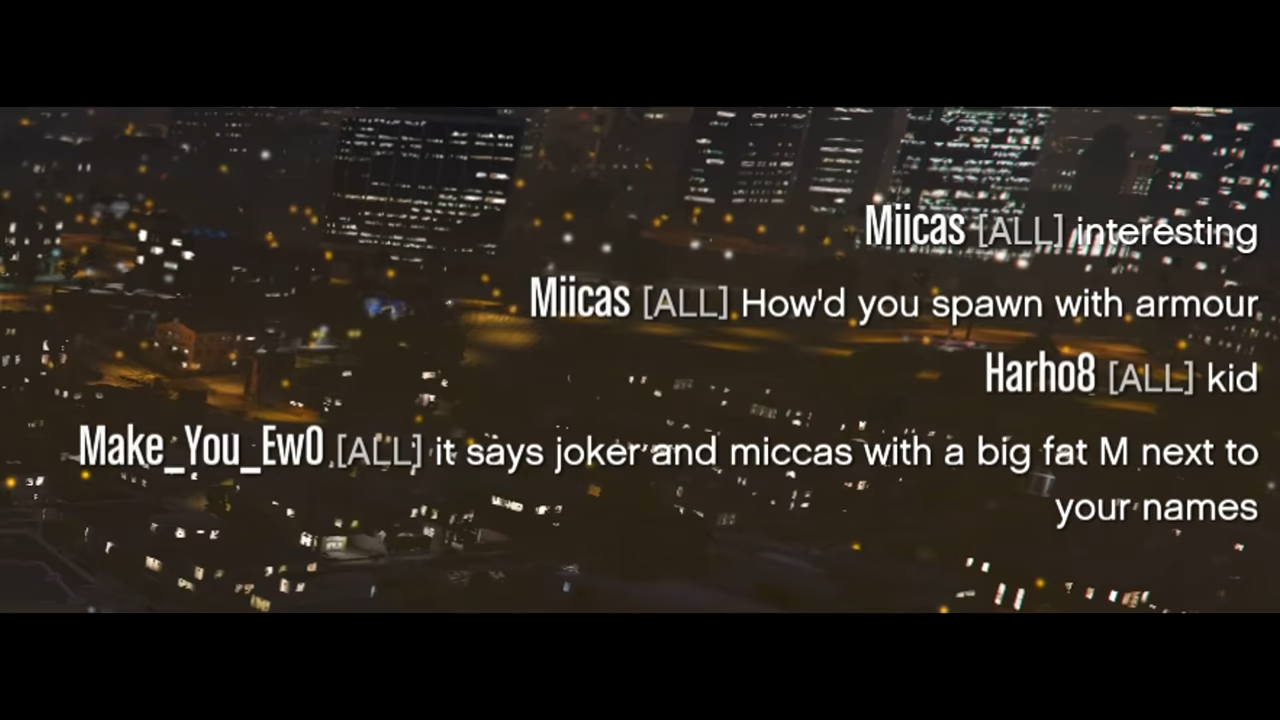 Miicas [ALL] interesting
Miicas [ALL] How'd you spawn with armour
Harho8 [ALL] kid
Make_You_Ew0 [ALL] it says joker and miccas with a big fat M next to
your names